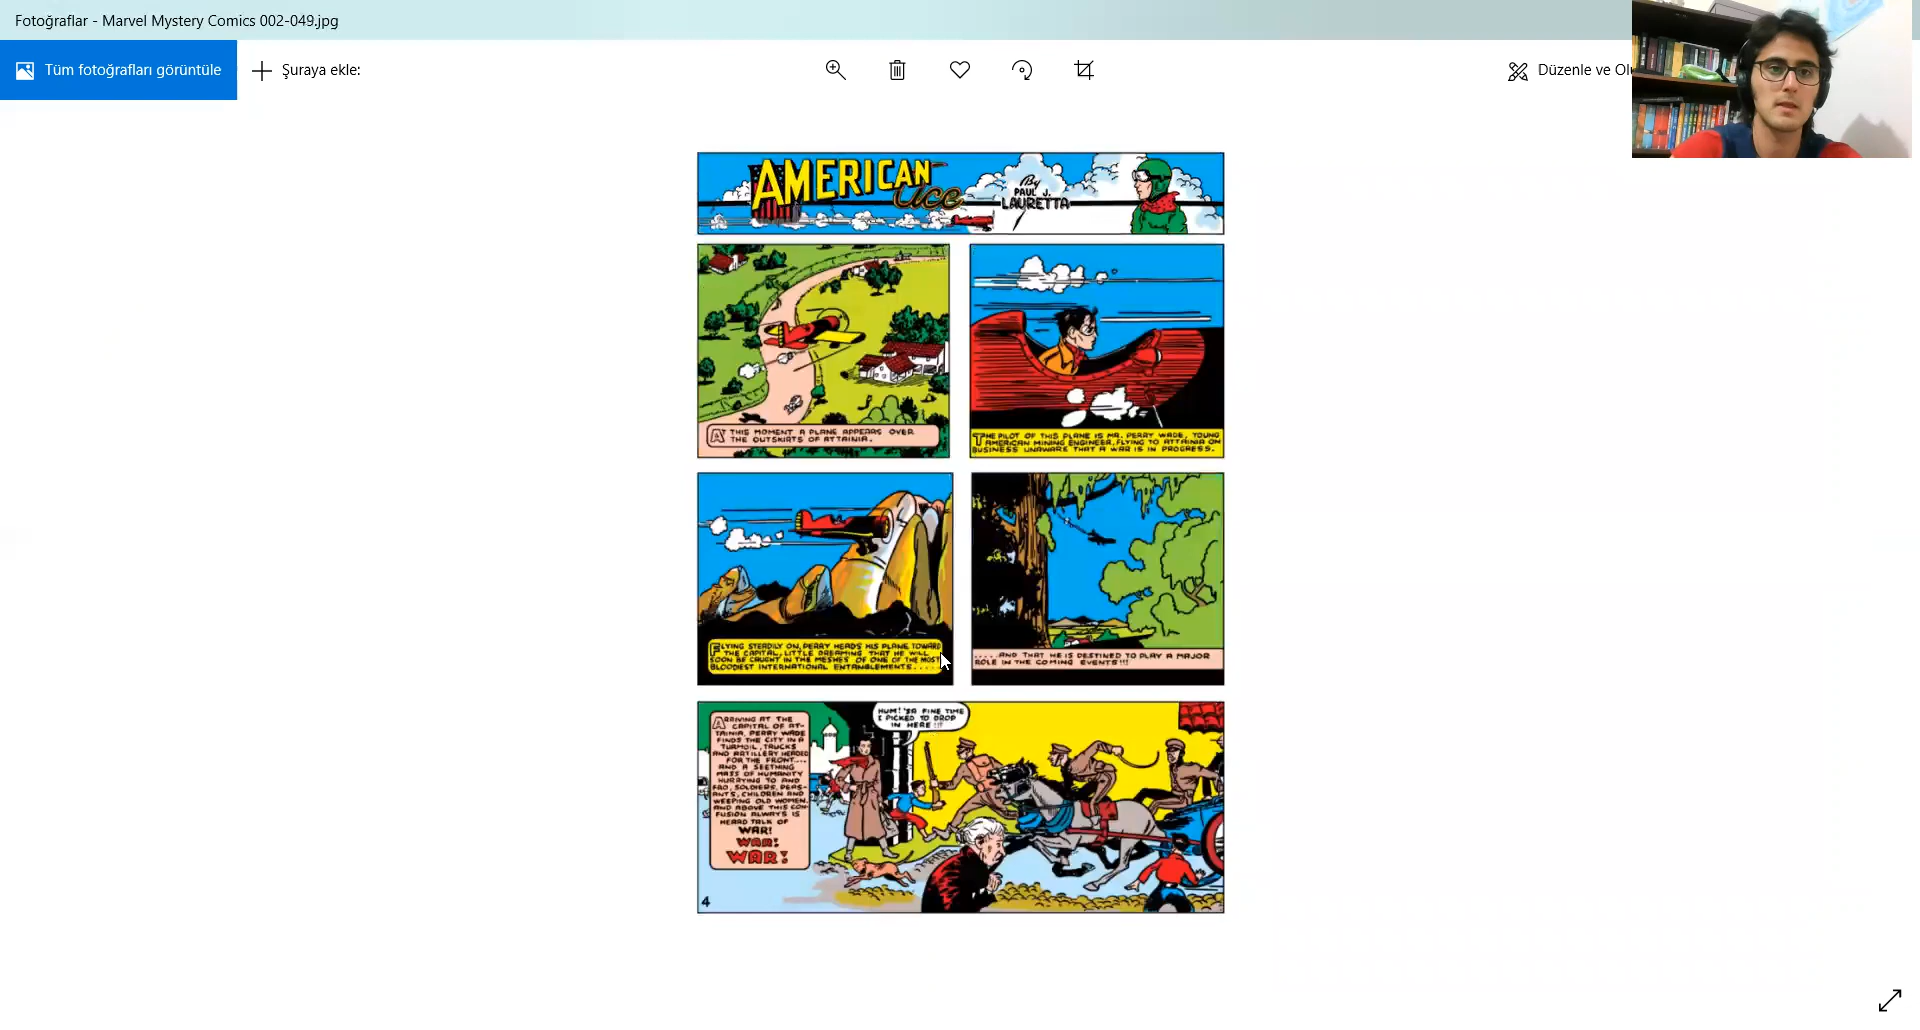 Fotoğraflar - Marvel Mystery Comics 002-049.jpg
Tüm fotoğrafları görüntüle
Şuraya ekle:
Düzenle ve Olu
AMERICAN
Ace
By
PAUL J.
LAURETTA
AT THIS MOMENT A PLANE APPEARS OVER
THE OUTSKIRTS OF ATTAINIA.
THE PILOT OF THIS PLANE IS MR. PERRY WADE, YOUNG
AMERICAN MINING ENGINEER, FLYING TO ATTAINIA ON
BUSINESS UNAWARE THAT A WAR IS IN PROGRESS.
FLYING STEADILY ON, PERRY HEADS HIS PLANE TOWARD
THE CAPITAL, LITTLE DREAMING THAT HE WILL
SOON BE CAUGHT IN THE MESHES OF ONE OF THE MOST
BLOODIEST INTERNATIONAL ENTANGLEMENTS.....
.....AND THAT HE IS DESTINED TO PLAY A MAJOR
ROLE IN THE COMING EVENTS!!!
ARRIVING AT THE
CAPITAL OF AT-
TAINIA, PERRY WADE
FINDS THE CITY IN A
TURMOIL, TRUCKS
AND ARTILLERY HEADED
FOR THE FRONT....
AND A SEETHING
MASS OF HUMANITY
HURRYING TO AND
FRO, SOLDIERS, PEAS-
ANTS, CHILDREN AND
WEEPING OLD WOMEN.
AND ABOVE THIS CON-
FUSION ALWAYS IS
HEARD TALK OF
WAR!
WAR!
WAR!
HUM! 'SA FINE TIME
I PICKED TO DROP
IN HERE!!!
4